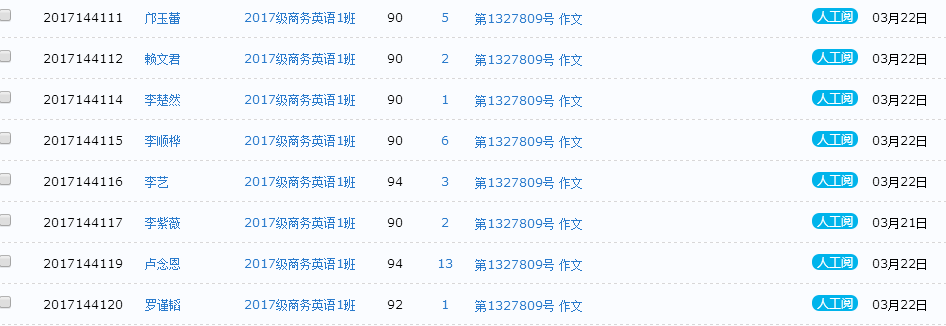 2017144111 邝玉蕾 2017级商务英语1班 90 5 第1327809号 作文 人工阅 03月22日
2017144112 赖文君 2017级商务英语1班 90 2 第1327809号 作文 人工阅 03月22日
2017144114 李楚然 2017级商务英语1班 90 1 第1327809号 作文 人工阅 03月22日
2017144115 李顺桦 2017级商务英语1班 90 6 第1327809号 作文 人工阅 03月22日
2017144116 李艺 2017级商务英语1班 94 3 第1327809号 作文 人工阅 03月22日
2017144117 李紫薇 2017级商务英语1班 90 2 第1327809号 作文 人工阅 03月21日
2017144119 卢念恩 2017级商务英语1班 94 13 第1327809号 作文 人工阅 03月22日
2017144120 罗谨韬 2017级商务英语1班 92 1 第1327809号 作文 人工阅 03月22日